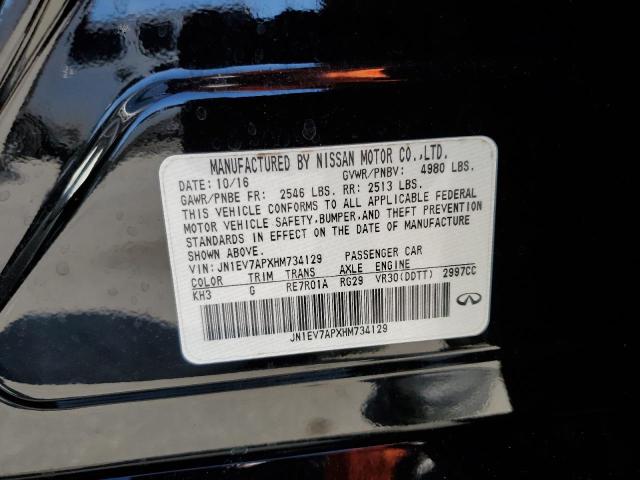 MANUFACTURED BY NISSAN MOTOR CO.,LTD.
DATE: 10/16 GVWR/PNBV: 4980 LBS.
GAWR/PNBE FR: 2546 LBS. RR: 2513 LBS.
THIS VEHICLE CONFORMS TO ALL APPLICABLE FEDERAL
MOTOR VEHICLE SAFETY,BUMPER,AND THEFT PREVENTION
STANDARDS IN EFFECT ON THE DATE OF MANUFACTURE
SHOWN ABOVE.
VIN: JN1EV7APXHM734129 PASSENGER CAR
COLOR TRIM TRANS AXLE ENGINE
KH3 G RE7R01A RG29 VR30(DDTT) 2997CC
JN1EV7APXHM734129